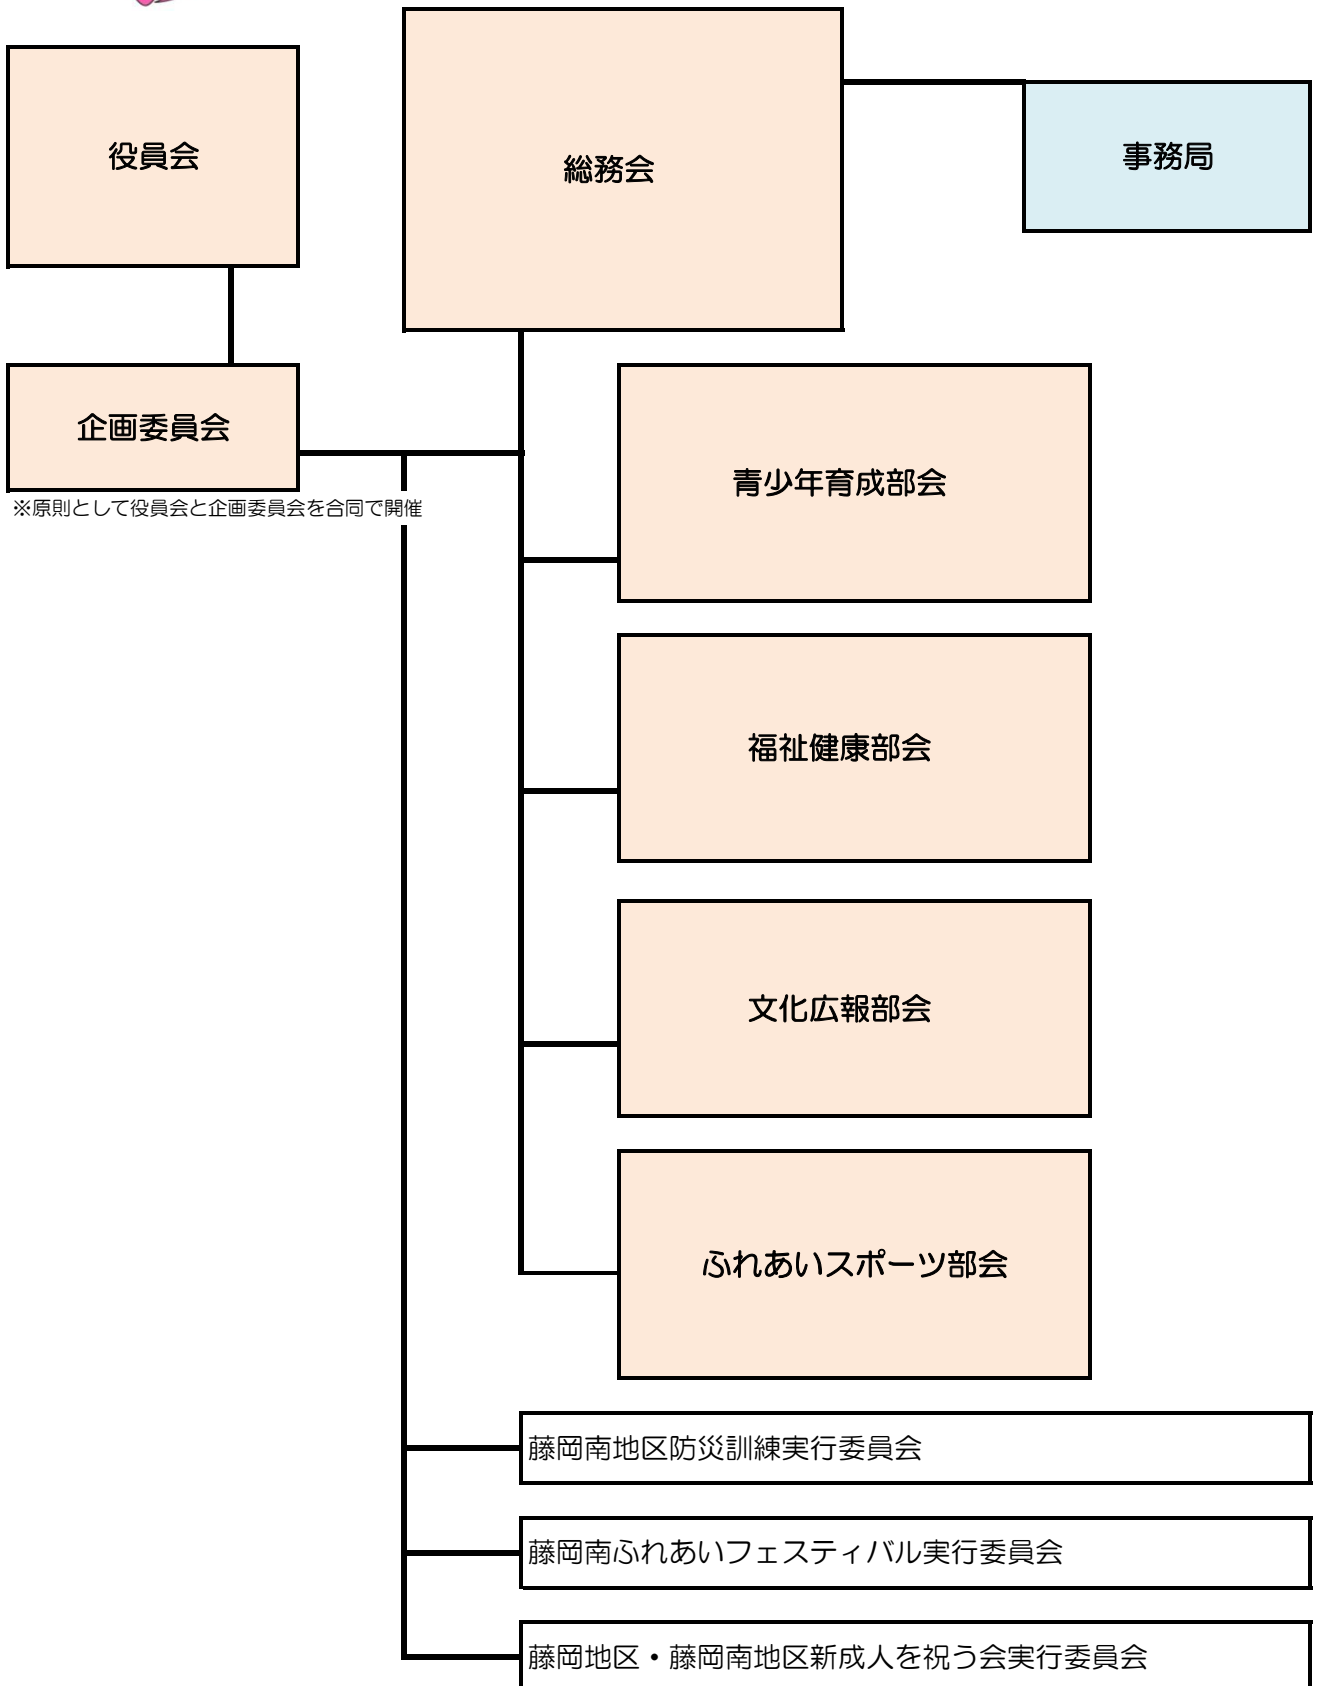 役員会
総務会
事務局
企画委員会
※原則として役員会と企画委員会を合同で開催
青少年育成部会
福祉健康部会
文化広報部会
ふれあいスポーツ部会
藤岡南地区防災訓練実行委員会
藤岡南ふれあいフェスティバル実行委員会
藤岡地区・藤岡南地区新成人を祝う会実行委員会